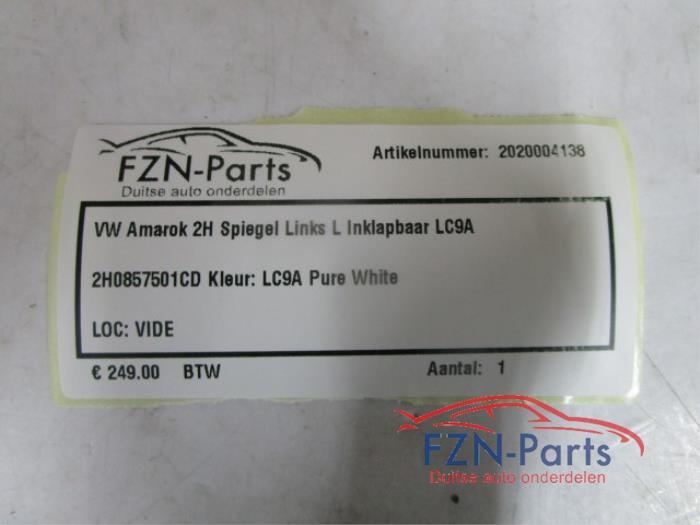 FZN-Parts
Duitse auto onderdelen
Artikelnummer: 2020004138
VW Amarok 2H Spiegel Links L Inklapbaar LC9A
2H0857501CD Kleur: LC9A Pure White
LOC: VIDE
€ 249.00 BTW
Aantal: 1
FZN-Parts
Duitse auto onderdelen